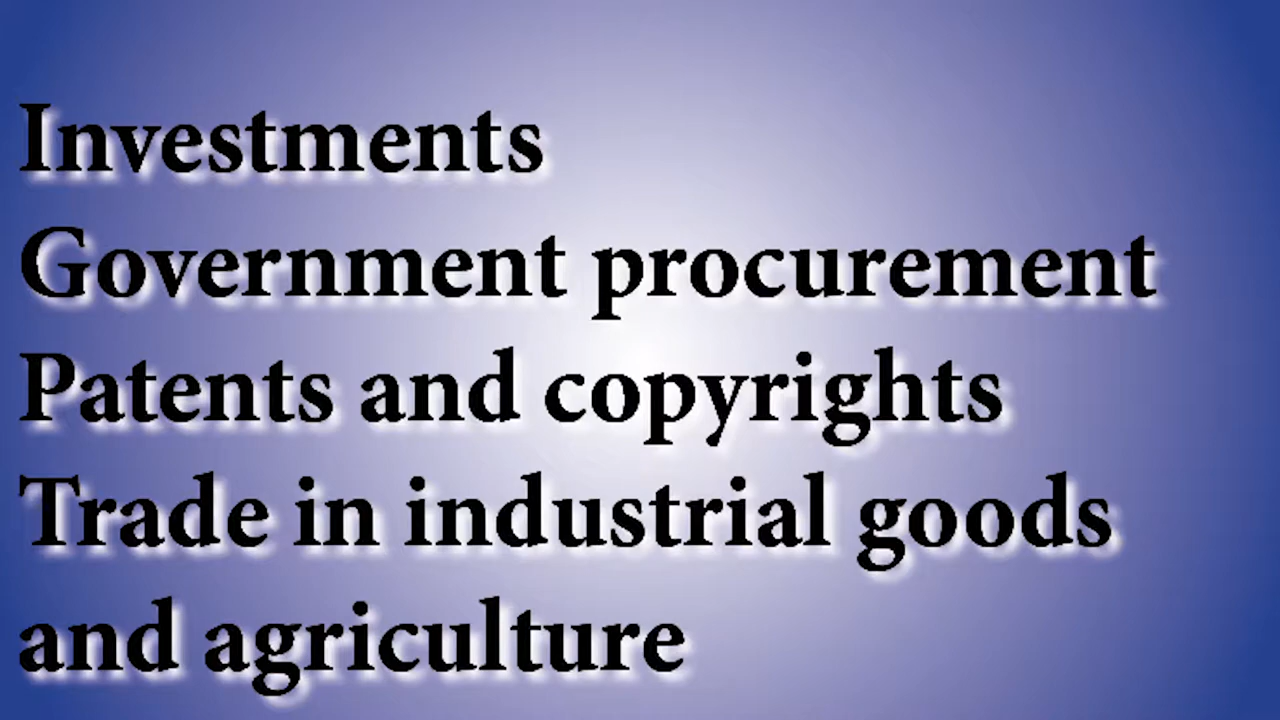 Investments
Government procurement
Patents and copyrights
Trade in industrial goods
and agriculture